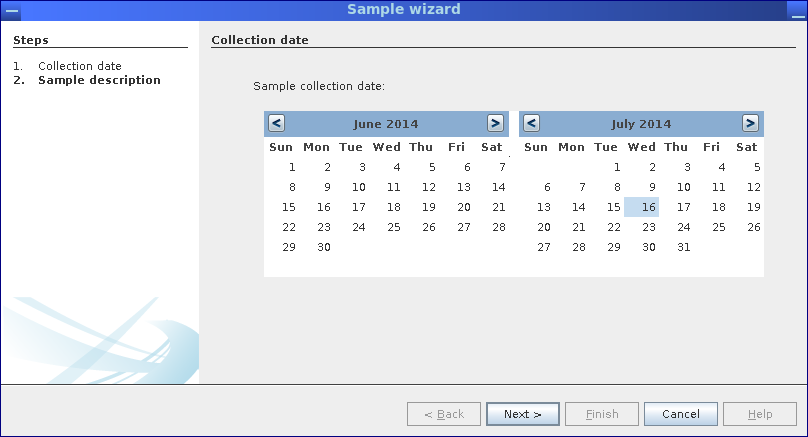 Sample wizard
Steps
1. Collection date
2. Sample description
Collection date
Sample collection date:
< June 2014 > < July 2014 >
Sun Mon Tue Wed Thu Fri Sat Sun Mon Tue Wed Thu Fri Sat
1 2 3 4 5 6 7 1 2 3 4 5
8 9 10 11 12 13 14 6 7 8 9 10 11 12
15 16 17 18 19 20 21 13 14 15 16 17 18 19
22 23 24 25 26 27 28 20 21 22 23 24 25 26
29 30 27 28 29 30 31
< Back Next > Finish Cancel Help